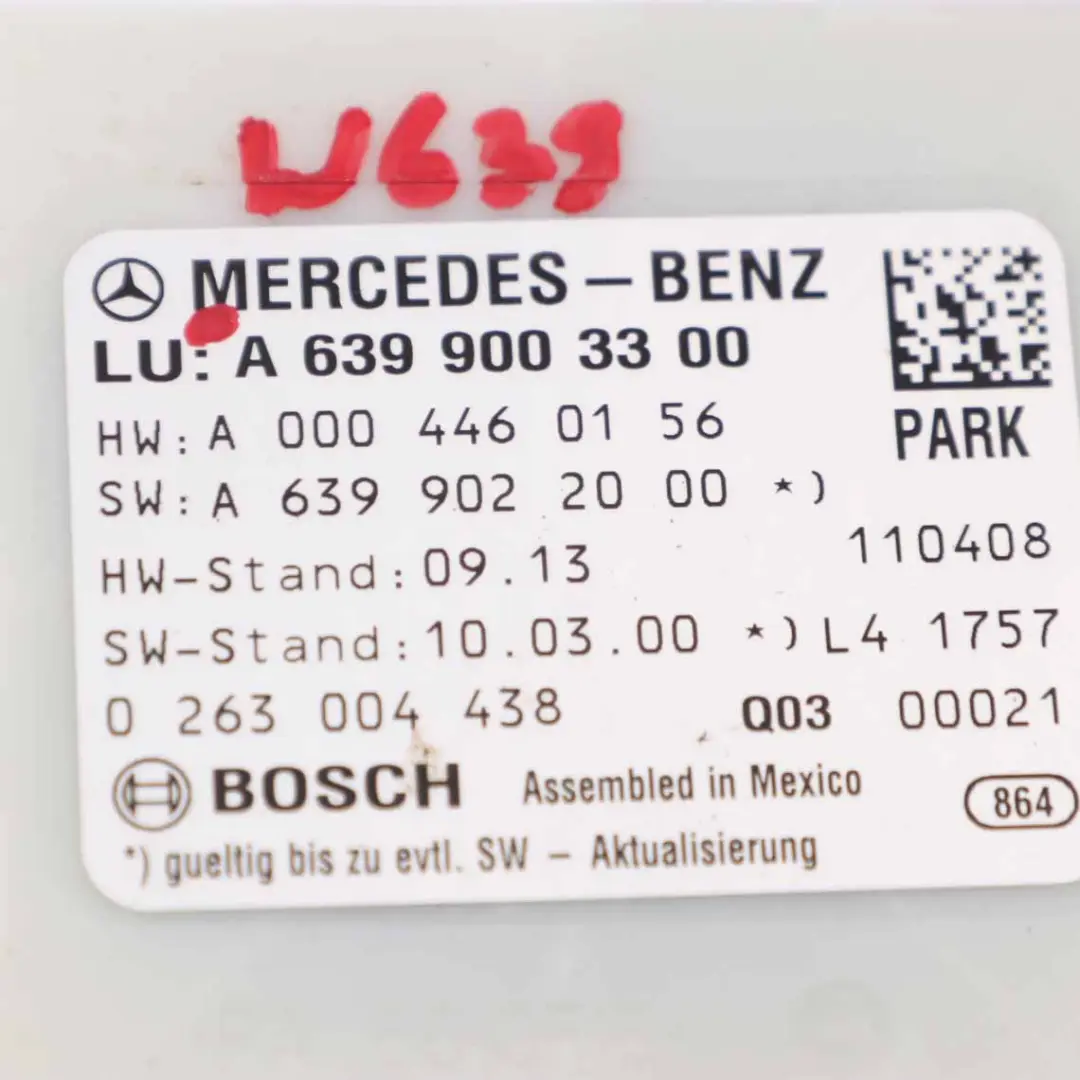 W639
MERCEDES – BENZ
LU: A 639 900 33 00
PARK
HW: A 000 446 01 56
SW: A 639 902 20 00 *)
HW-Stand: 09.13 110408
SW-Stand: 10.03.00 *) L4 1757
0 263 004 438 Q03 00021
BOSCH Assembled in Mexico 864
*) gueltig bis zu evtl. SW – Aktualisierung